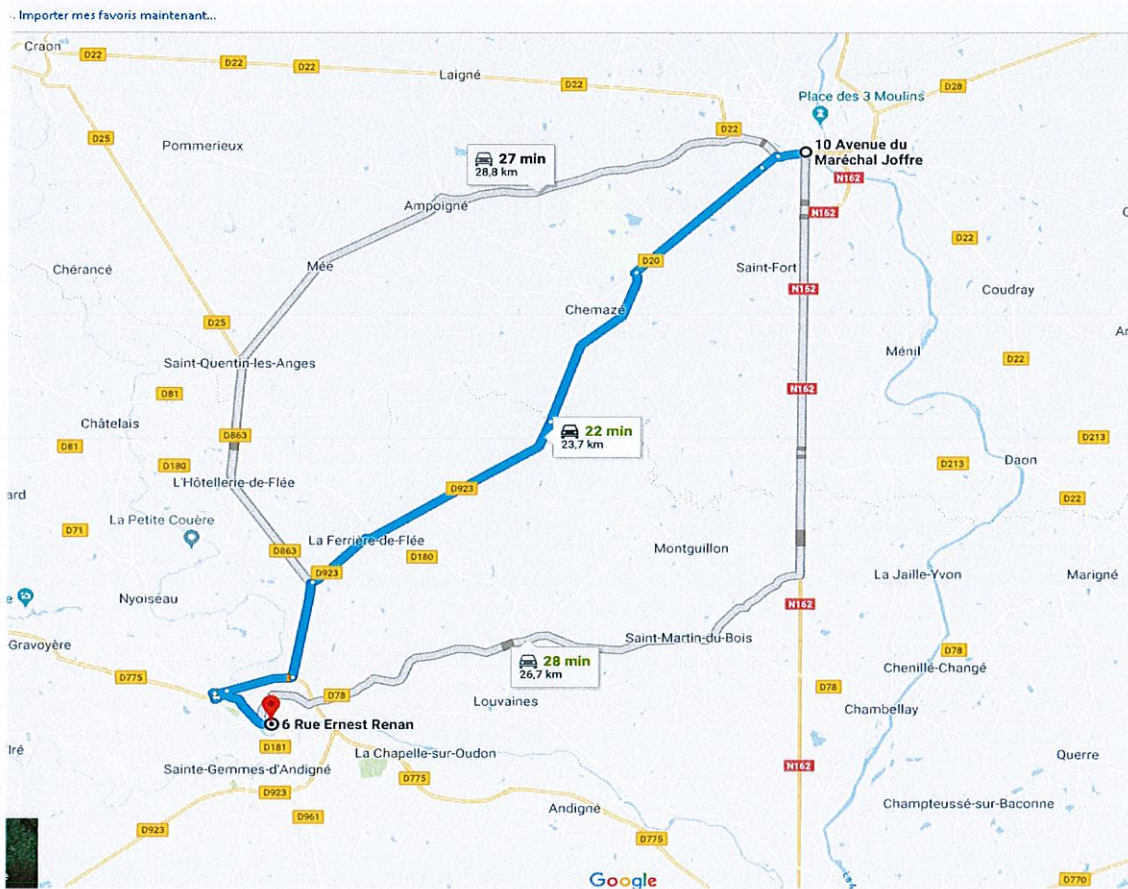 Importer mes favoris maintenant...
Craon
D22
D22
D22
Laigné
D22
D28
Place des 3 Moulins
D25
Pommerieux
D22
10 Avenue du
Maréchal Joffre
27 min
28,8 km
N162
Ampoigné
N162
D22
Chérancé
Mée
D20
Saint-Fort
N162
Coudray
Chemazé
D25
Saint-Quentin-les-Anges
Ménil
D22
D81
N162
Châtelais
D863
22 min
23,7 km
D81
D213
D180
D213
Daon
L'Hôtellerie-de-Flée
D923
D22
ard
La Petite Couère
D71
La Ferrière-de-Flée
D863
D180
Montguillon
D923
La Jaille-Yvon
Marigné
Nyoiseau
N162
Gravoyère
Saint-Martin-du-Bois
D78
28 min
26,7 km
Chenillé-Changé
D775
D78
D78
Louvaines
Chambellay
6 Rue Ernest Renan
D181
La Chapelle-sur-Oudon
Querre
Sainte-Gemmes-d'Andigné
N162
D923
D775
D961
Andigné
Champteussé-sur-Baconne
D923
D775
Google
D770